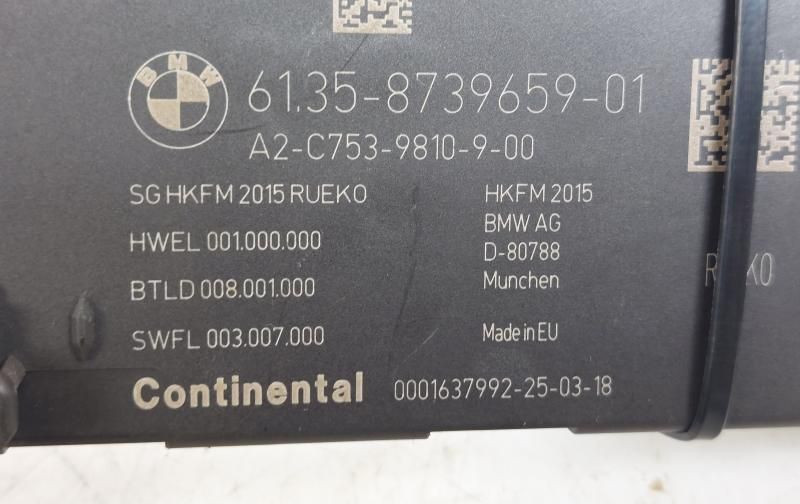 BMW
61.35-8739659-01
A2-C753-9810-9-00
SG HKFM 2015 RUEKO
HWEL 001.000.000
BTLD 008.001.000
SWFL 003.007.000
HKFM 2015
BMW AG
D-80788
Munchen
Made in EU
Continental 0001637992-25-03-18